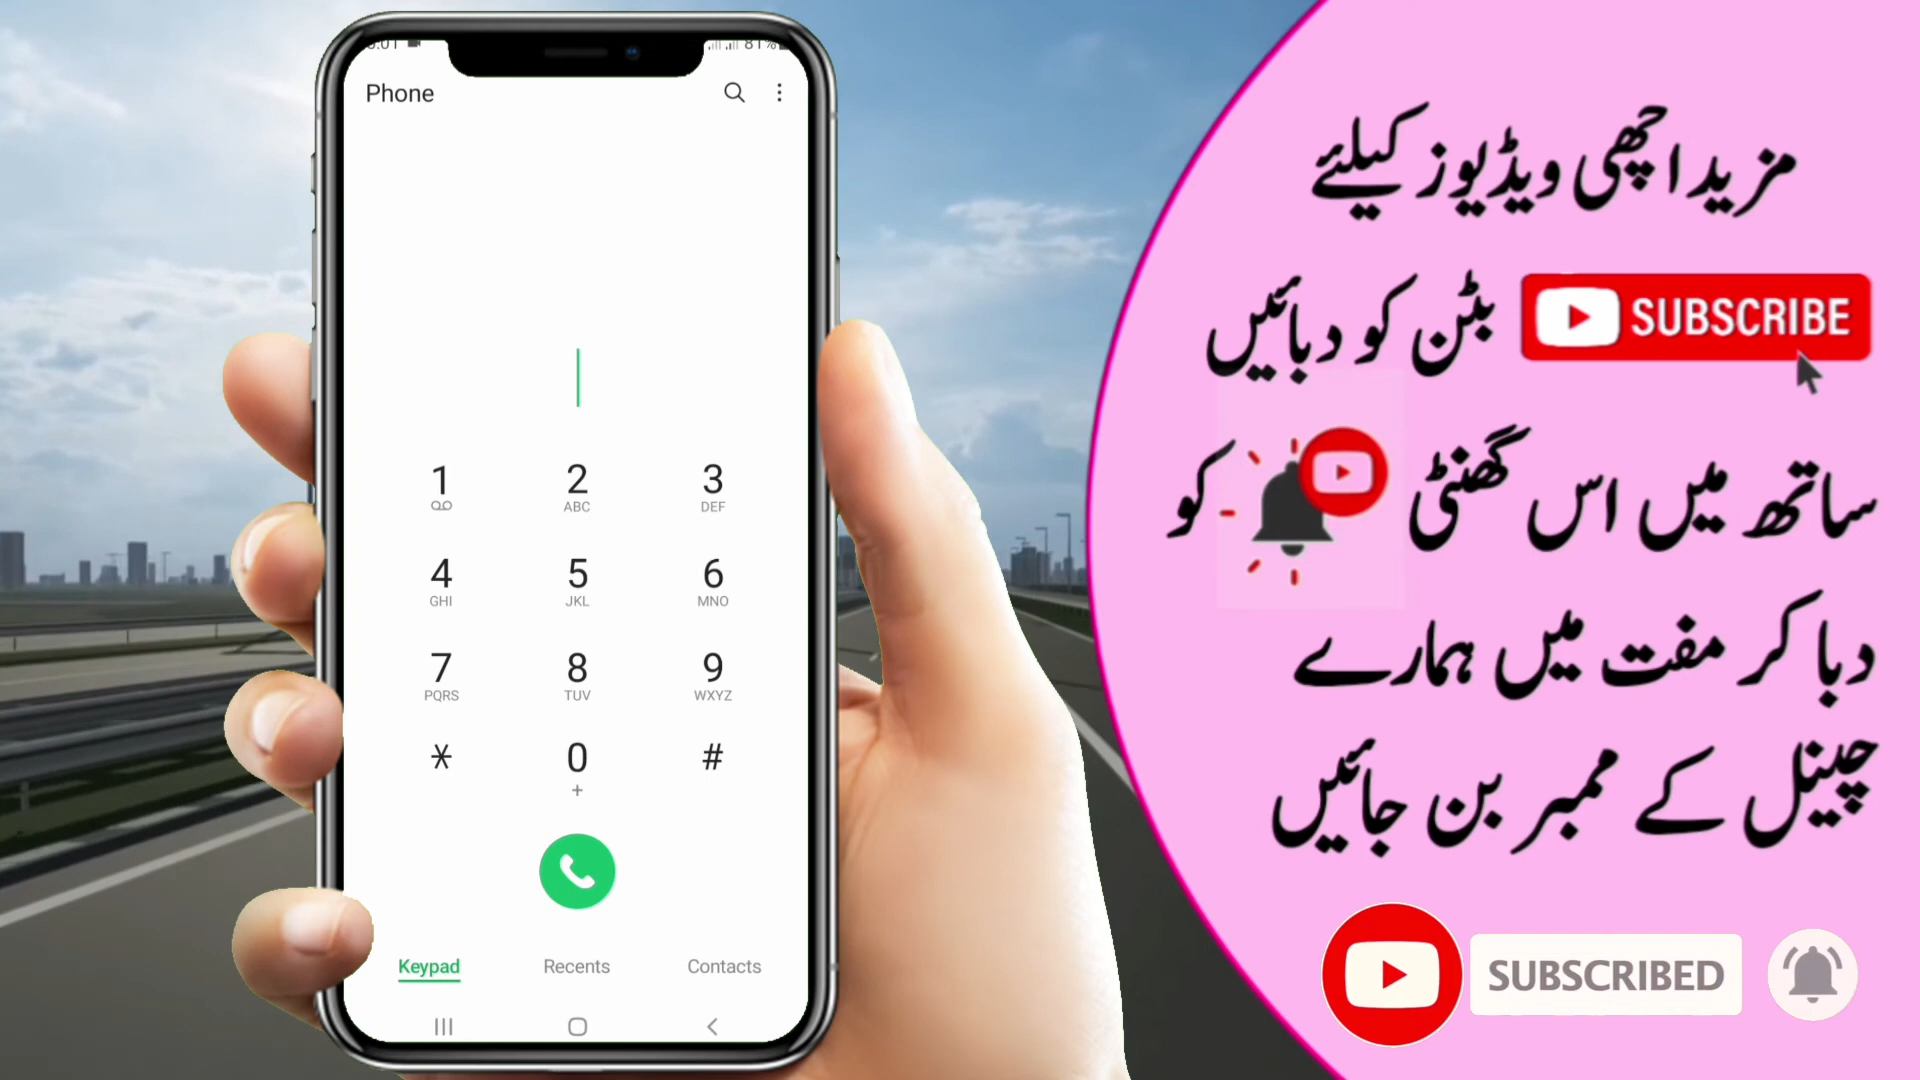 81%
Phone
1
2 ABC
3 DEF
4 GHI
5 JKL
6 MNO
7 PQRS
8 TUV
9 WXYZ
*
0 +
#
Keypad Recents Contacts
مزید اچھی ویڈیوز کیلئے
SUBSCRIBE بٹن کو دبائیں
ساتھ میں اس گھنٹی کو
دبا کر مفت میں ہمارے
چینل کے ممبر بن جائیں
SUBSCRIBED